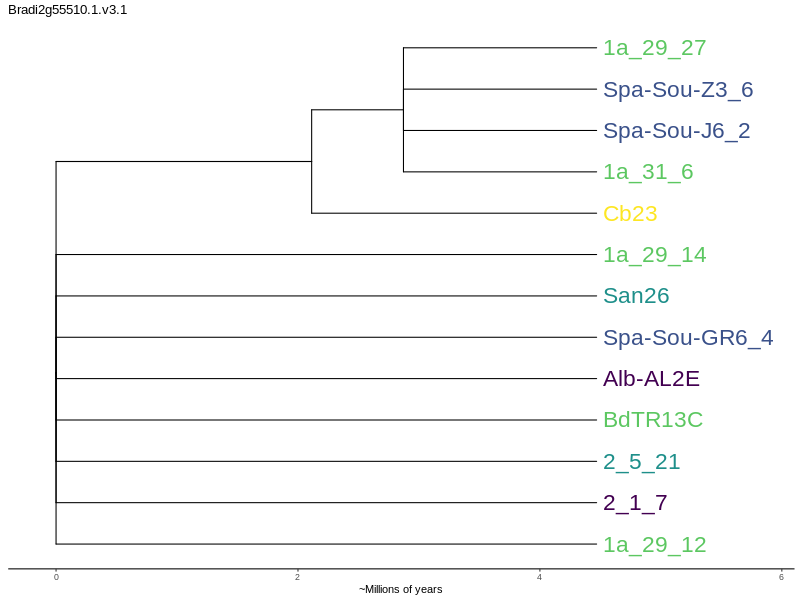 Bradi2g55510.1.v3.1
1a_29_27
Spa-Sou-Z3_6
Spa-Sou-J6_2
1a_31_6
Cb23
1a_29_14
San26
Spa-Sou-GR6_4
Alb-AL2E
BdTR13C
2_5_21
2_1_7
1a_29_12
0 2 4 6
~Millions of years